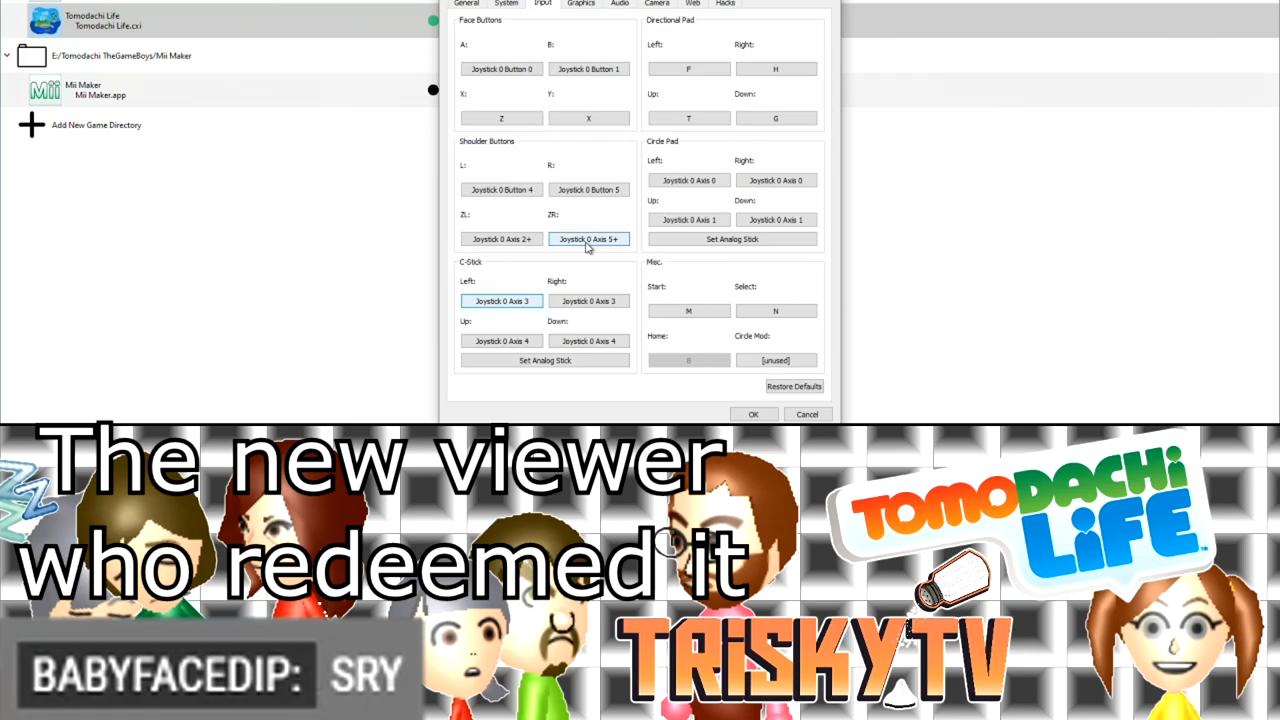 General System Input Graphics Audio Camera Web Hacks
Tomodachi Life
Tomodachi Life.cxi
E:/Tomodachi TheGameBoys/Mii Maker
Mii
Mii Maker
Mii Maker.app
Add New Game Directory
Face Buttons
A: B:
Joystick 0 Button 0 Joystick 0 Button 1
X: Y:
Z X
Directional Pad
Left: Right:
F H
Up: Down:
T G
Shoulder Buttons
L: R:
Joystick 0 Button 4 Joystick 0 Button 5
ZL: ZR:
Joystick 0 Axis 2+ Joystick 0 Axis 5+
Circle Pad
Left: Right:
Joystick 0 Axis 0 Joystick 0 Axis 0
Up: Down:
Joystick 0 Axis 1 Joystick 0 Axis 1
Set Analog Stick
C-Stick
Left: Right:
Joystick 0 Axis 3 Joystick 0 Axis 3
Up: Down:
Joystick 0 Axis 4 Joystick 0 Axis 4
Set Analog Stick
Misc.
Start: Select:
M N
Home: Circle Mod:
B [unused]
Restore Defaults
OK Cancel
The new viewer
who redeemed it
BABYFACEDIP: SRY
TOMODACHI
LiFE
TRiSKYTV
ZZ